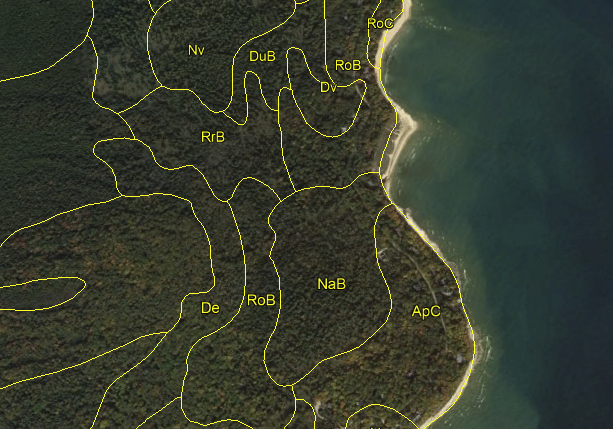 RoC
Nv
DuB
RoB
Dv
RrB
NaB
De
RoB
ApC